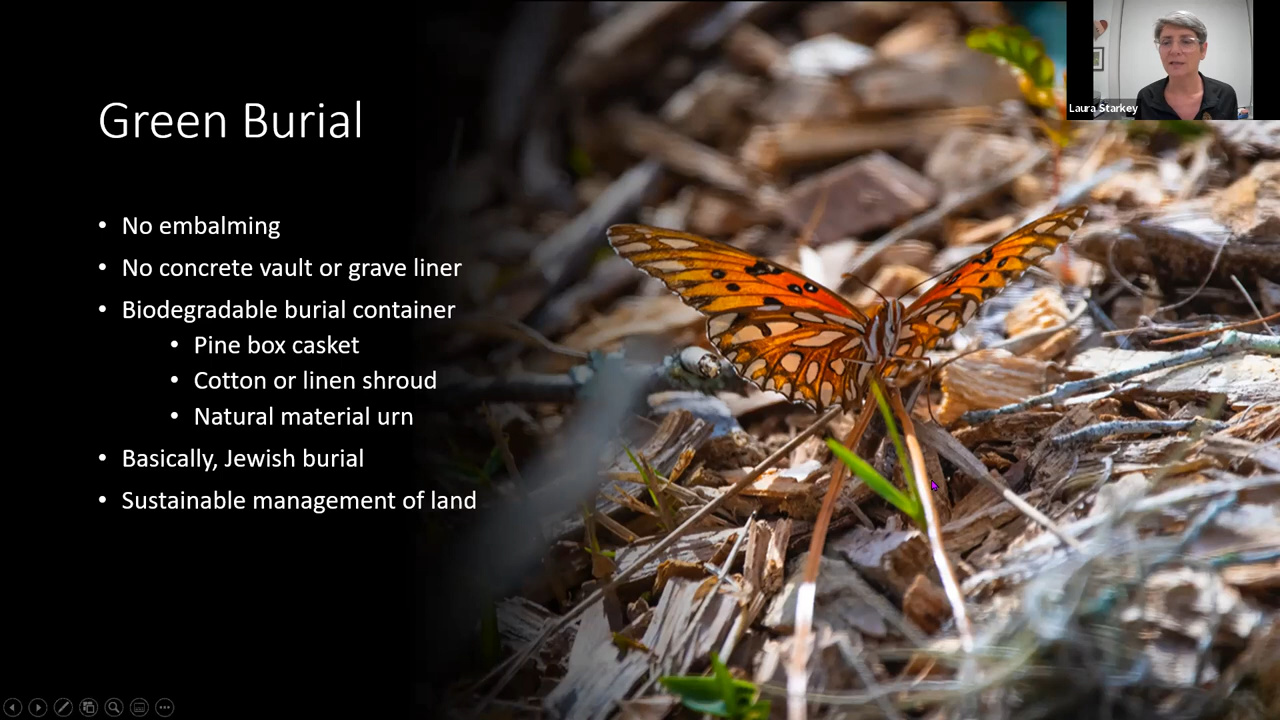 Laura Starkey
Green Burial
• No embalming
• No concrete vault or grave liner
• Biodegradable burial container
• Pine box casket
• Cotton or linen shroud
• Natural material urn
• Basically, Jewish burial
• Sustainable management of land